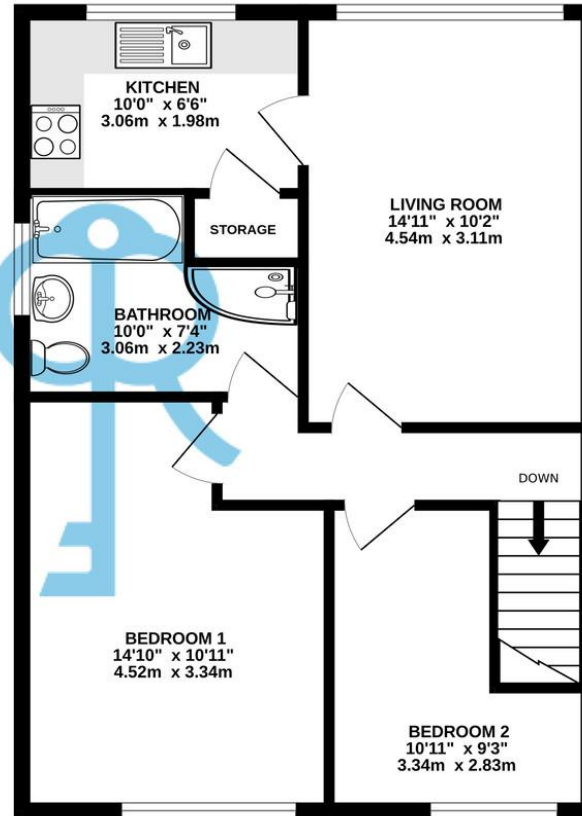 KITCHEN
10'0" x 6'6"
3.06m x 1.98m
LIVING ROOM
14'11" x 10'2"
4.54m x 3.11m
STORAGE
BATHROOM
10'0" x 7'4"
3.06m x 2.23m
DOWN
BEDROOM 1
14'10" x 10'11"
4.52m x 3.34m
BEDROOM 2
10'11" x 9'3"
3.34m x 2.83m